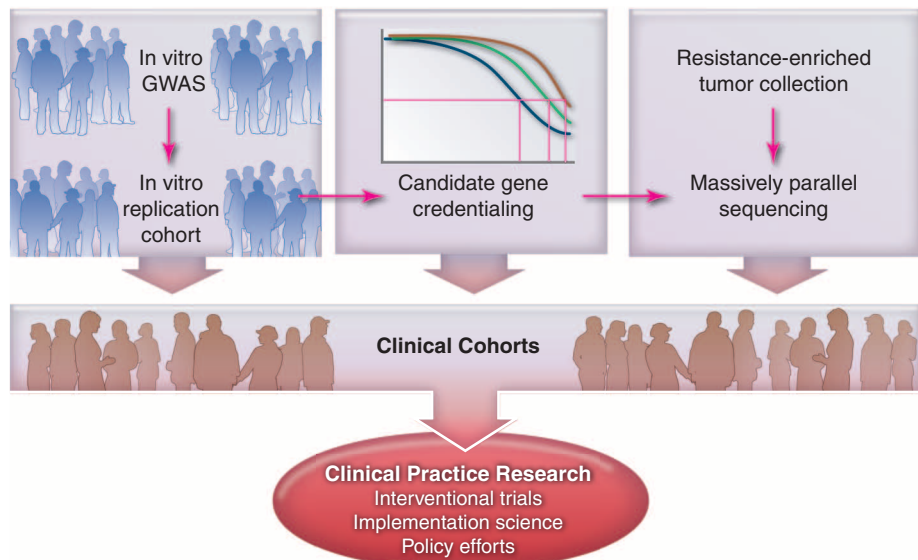 In vitro
GWAS
In vitro
replication
cohort
Candidate gene
credentialing
Resistance-enriched
tumor collection
Massively parallel
sequencing
Clinical Cohorts
Clinical Practice Research
Interventional trials
Implementation science
Policy efforts